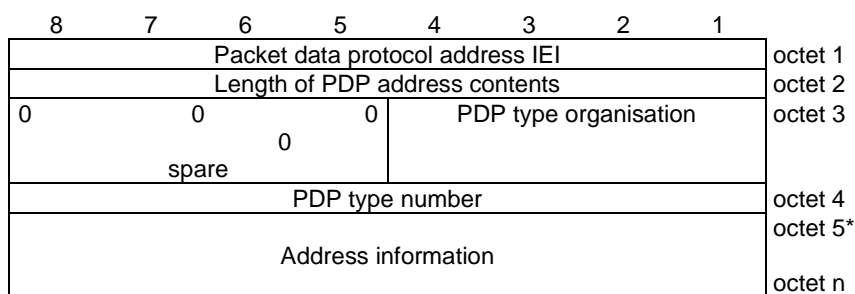 8 7 6 5 4 3 2 1
Packet data protocol address IEI octet 1
Length of PDP address contents octet 2
0 0 0 PDP type organisation octet 3
0
spare
PDP type number octet 4
octet 5*
Address information
octet n